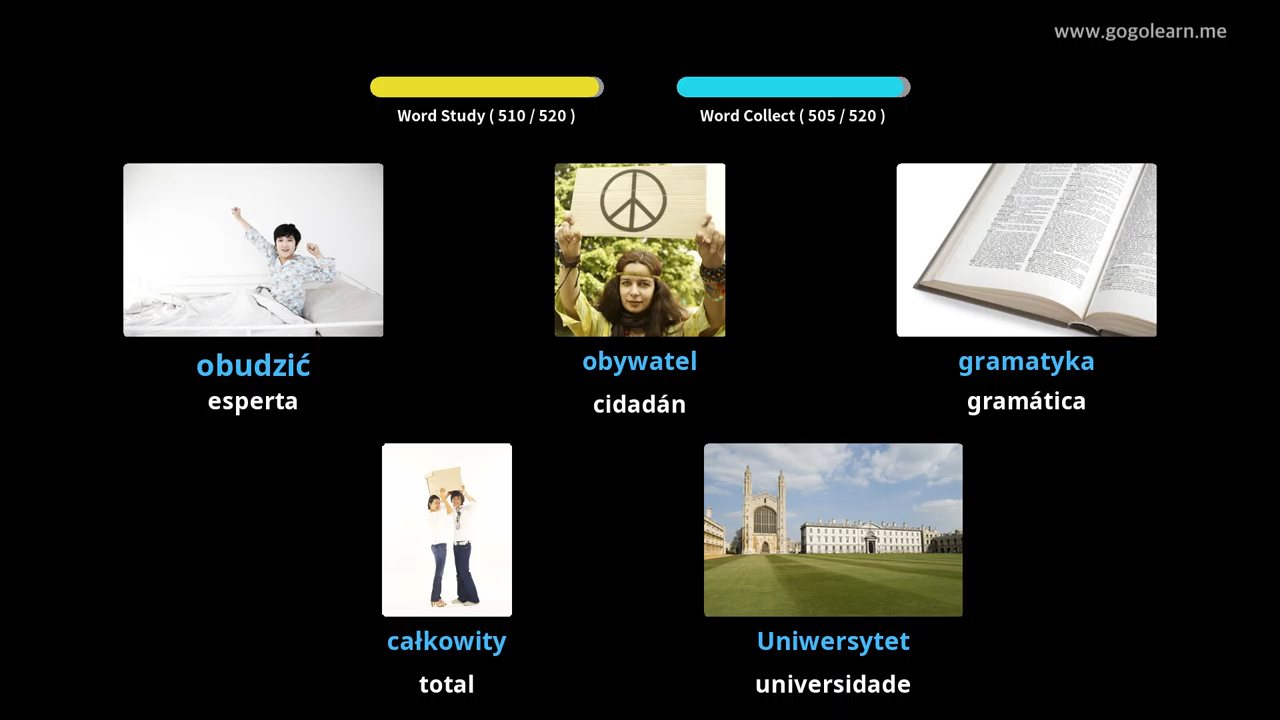 www.gogolearn.me
Word Study ( 510 / 520 )
Word Collect ( 505 / 520 )
obudzić
esperta
obywatel
cidadán
gramatyka
gramática
całkowity
total
Uniwersytet
universidade